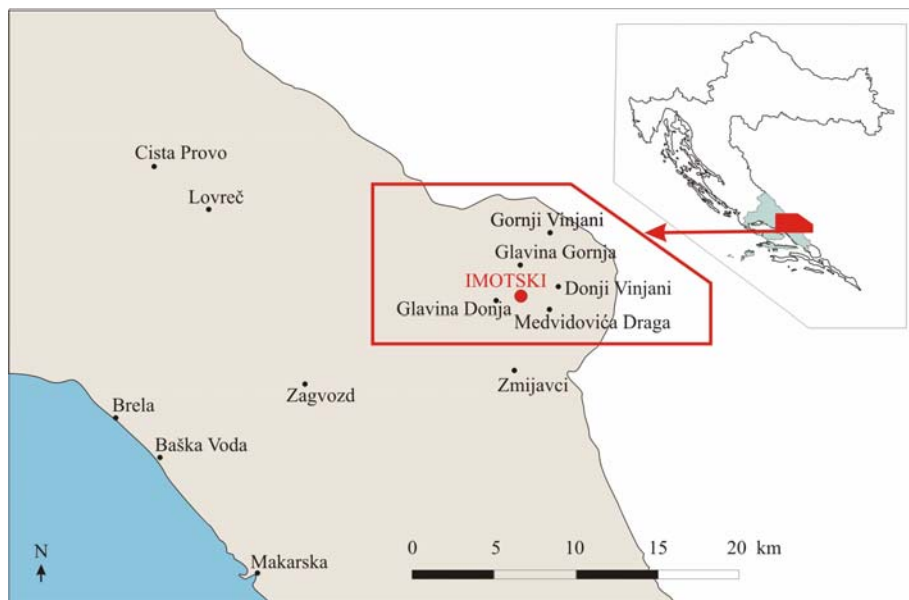 Cista Provo
Lovreč
Gornji Vinjani
Glavina Gornja
IMOTSKI
Donji Vinjani
Glavina Donja
Medvidovića Draga
Zmijavci
Zagvozd
Brela
Baška Voda
N
Makarska
0 5 10 15 20 km